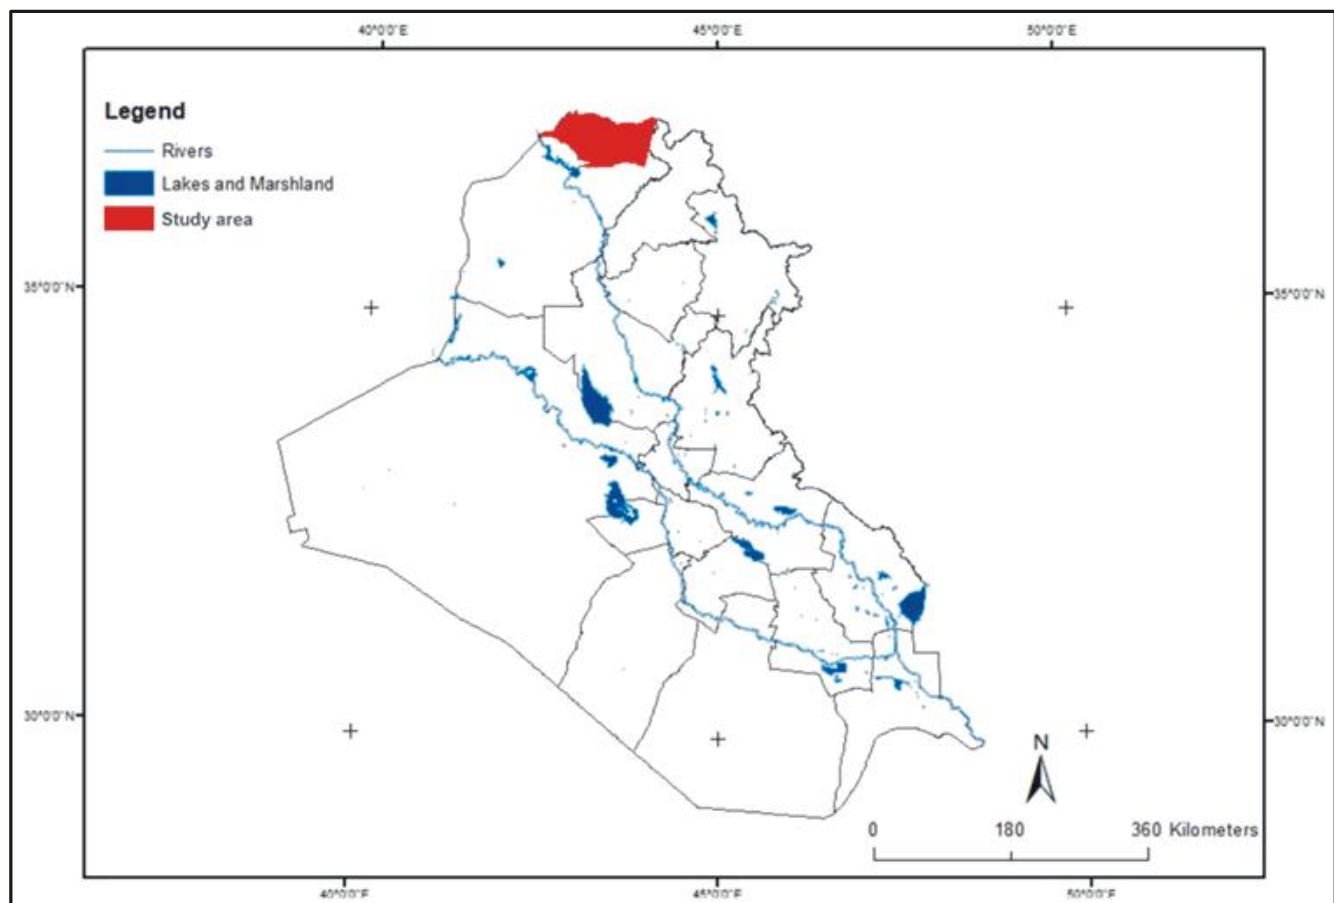 40°0'0"E 45°0'0"E 50°0'0"E
Legend
Rivers
Lakes and Marshland
Study area
35°0'0"N 35°0'0"N
30°0'0"N 30°0'0"N
N
0 180 360 Kilometers
40°0'0"E 45°0'0"E 50°0'0"E